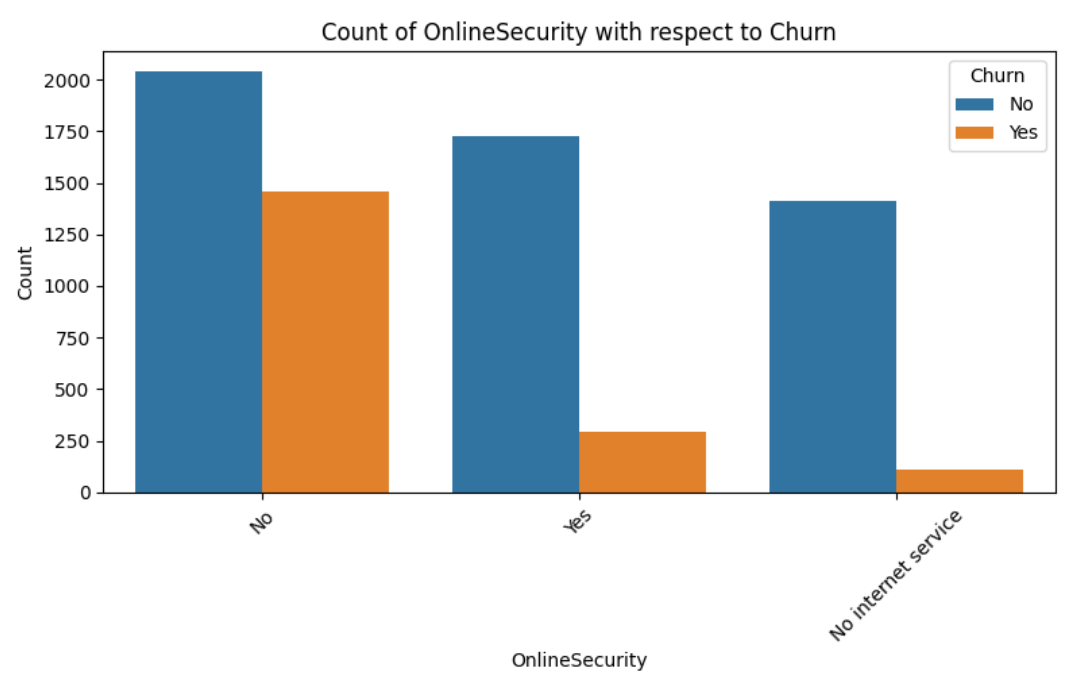 Count of OnlineSecurity with respect to Churn
Churn
No
Yes
2000
1750
1500
1250
1000
750
500
250
0
Count
No
Yes
No internet service
OnlineSecurity